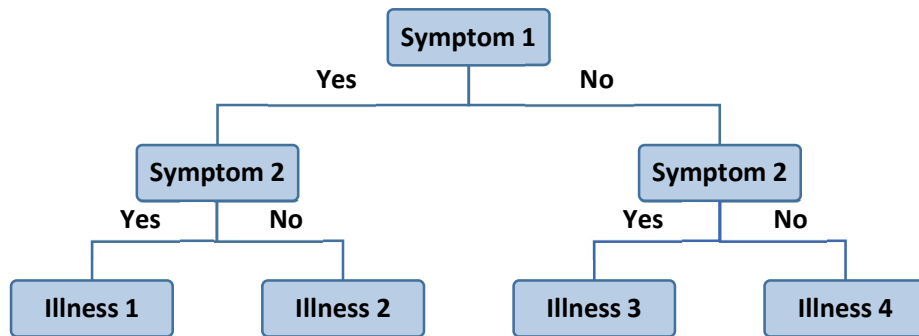 Symptom 1
Yes No
Symptom 2 Symptom 2
Yes No Yes No
Illness 1 Illness 2 Illness 3 Illness 4